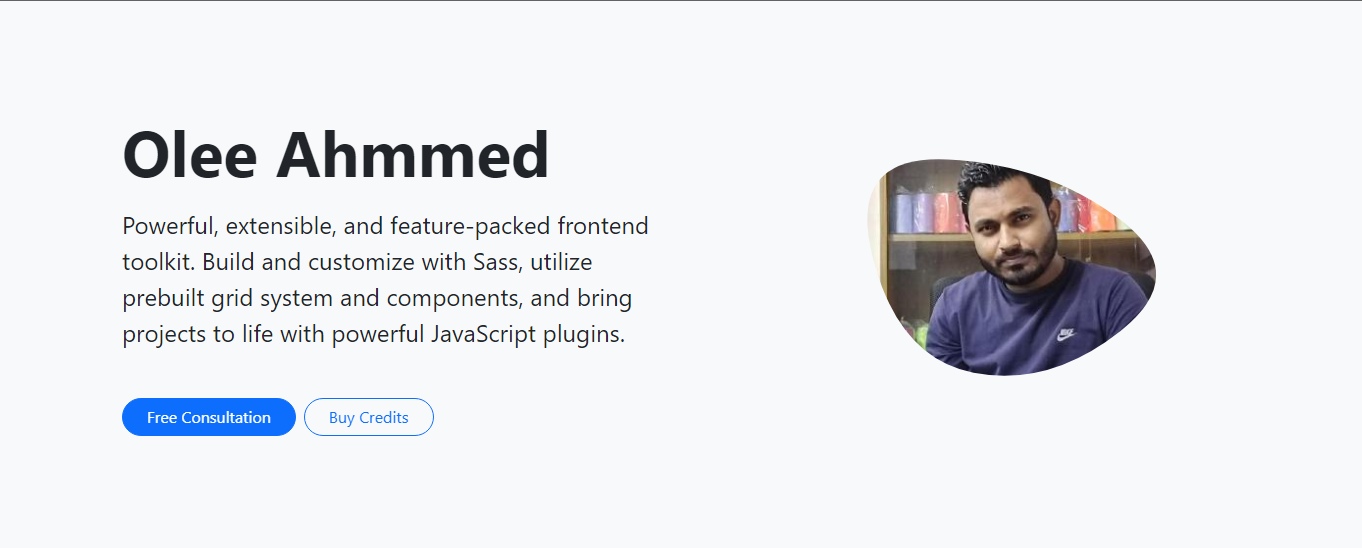 Olee Ahmmed
Powerful, extensible, and feature-packed frontend
toolkit. Build and customize with Sass, utilize
prebuilt grid system and components, and bring
projects to life with powerful JavaScript plugins.
Free Consultation
Buy Credits
NIKE